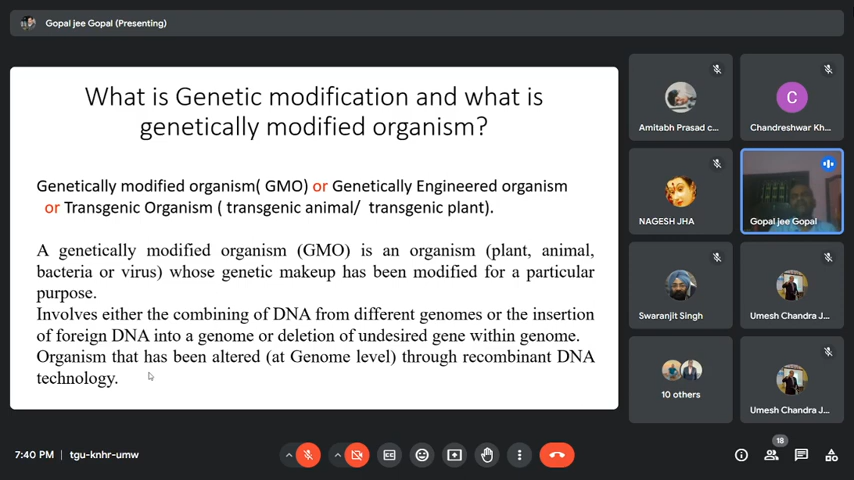 Gopal jee Gopal (Presenting)
What is Genetic modification and what is
genetically modified organism?
Genetically modified organism( GMO) or Genetically Engineered organism
or Transgenic Organism ( transgenic animal/ transgenic plant).
A genetically modified organism (GMO) is an organism (plant, animal,
bacteria or virus) whose genetic makeup has been modified for a particular
purpose.
Involves either the combining of DNA from different genomes or the insertion
of foreign DNA into a genome or deletion of undesired gene within genome.
Organism that has been altered (at Genome level) through recombinant DNA
technology.
Amitabh Prasad c...
C
Chandreshwar Kh...
NAGESH JHA
Gopal jee Gopal
Swaranjit Singh
Umesh Chandra J...
10 others
Umesh Chandra J...
7:40 PM | tgu-knhr-umw
18